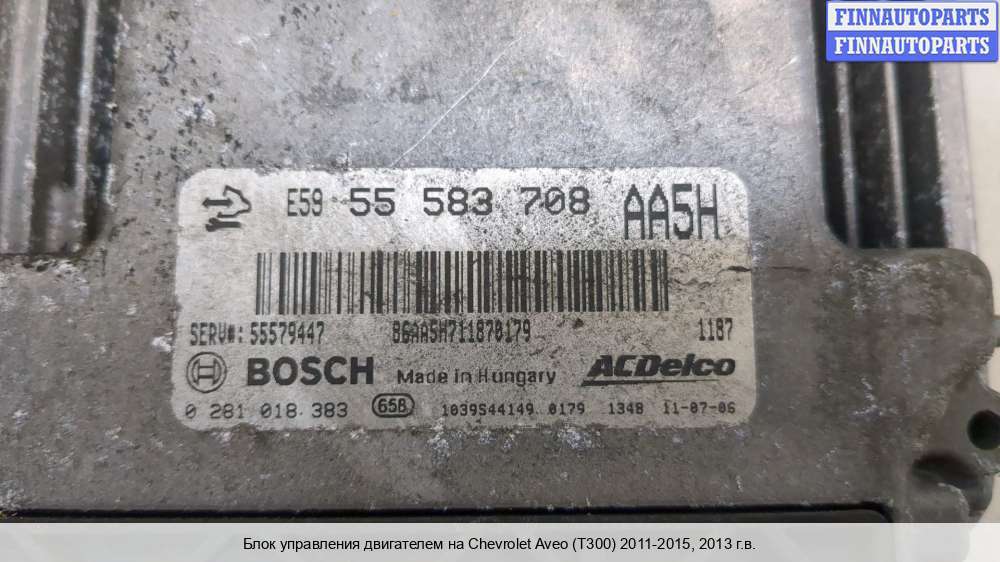 FINNAUTOPARTS
FINNAUTOPARTS
E59 55 583 708 AA5H
SERV#: 55579447 86AA5H711870179 1187
BOSCH Made in Hungary ACDelco
0 281 018 383 65B 1039S44149 0179 1348 11-07-06
Блок управления двигателем на Chevrolet Aveo (T300) 2011-2015, 2013 г.в.